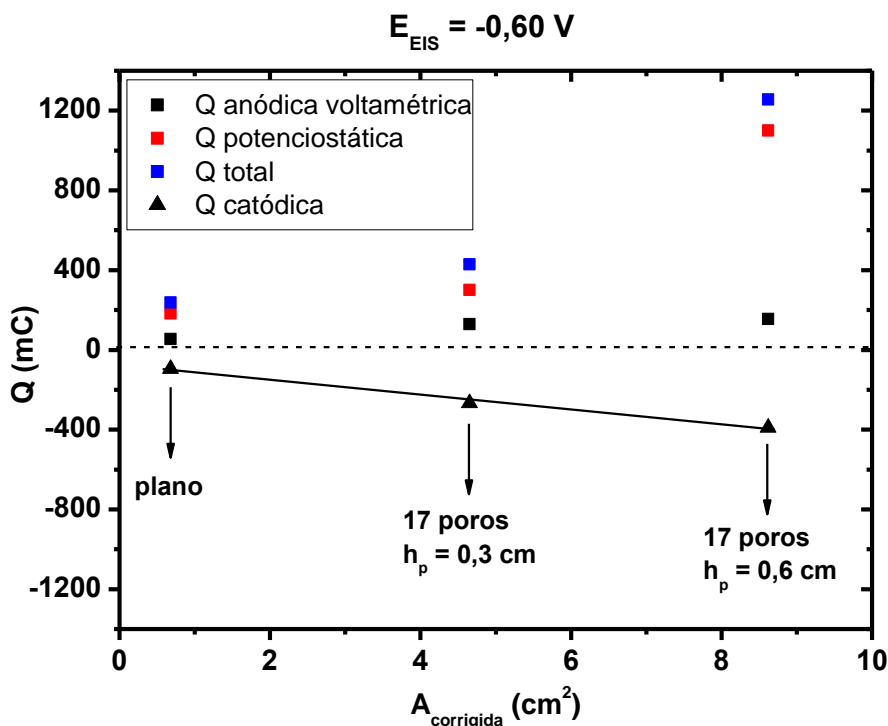 E_EIS = -0,60 V
Q anódica voltamétrica
Q potenciostática
Q total
Q catódica
1200
800
400
0
-400
-800
-1200
Q (mC)
plano
17 poros
h_p = 0,3 cm
17 poros
h_p = 0,6 cm
0 2 4 6 8 10
A_corrigida (cm²)